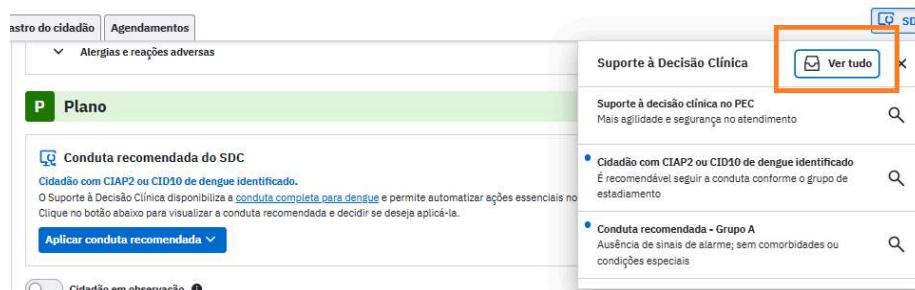 astro do cidadão
Agendamentos
SD
Alergias e reações adversas
P Plano
Conduta recomendada do SDC
Cidadão com CIAP2 ou CID10 de dengue identificado.
O Suporte à Decisão Clínica disponibiliza a conduta completa para dengue e permite automatizar ações essenciais no
Clique no botão abaixo para visualizar a conduta recomendada e decidir se deseja aplicá-la.
Aplicar conduta recomendada
Cidadão em observação
Suporte à Decisão Clínica
Ver tudo
Suporte à decisão clínica no PEC
Mais agilidade e segurança no atendimento
Cidadão com CIAP2 ou CID10 de dengue identificado
É recomendável seguir a conduta conforme o grupo de
estadiamento
Conduta recomendada - Grupo A
Ausência de sinais de alarme; sem comorbidades ou
condições especiais